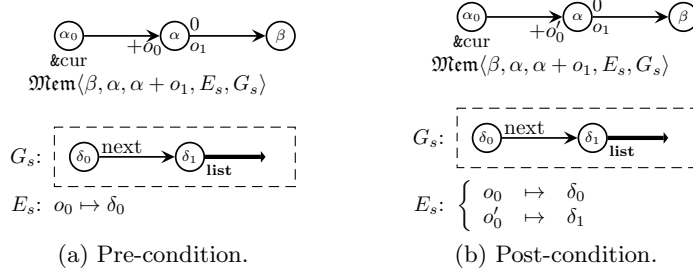 α₀ +o₀ α 0 o₁ β
&cur
𝔐𝔢𝔪⟨β, α, α + o₁, Eₛ, Gₛ⟩
Gₛ: δ₀ next δ₁ list
Eₛ: o₀ ↦ δ₀
(a) Pre-condition.
α₀ +o₀′ α 0 o₁ β
&cur
𝔐𝔢𝔪⟨β, α, α + o₁, Eₛ, Gₛ⟩
Gₛ: δ₀ next δ₁ list
Eₛ: { o₀ ↦ δ₀
o₀′ ↦ δ₁
(b) Post-condition.